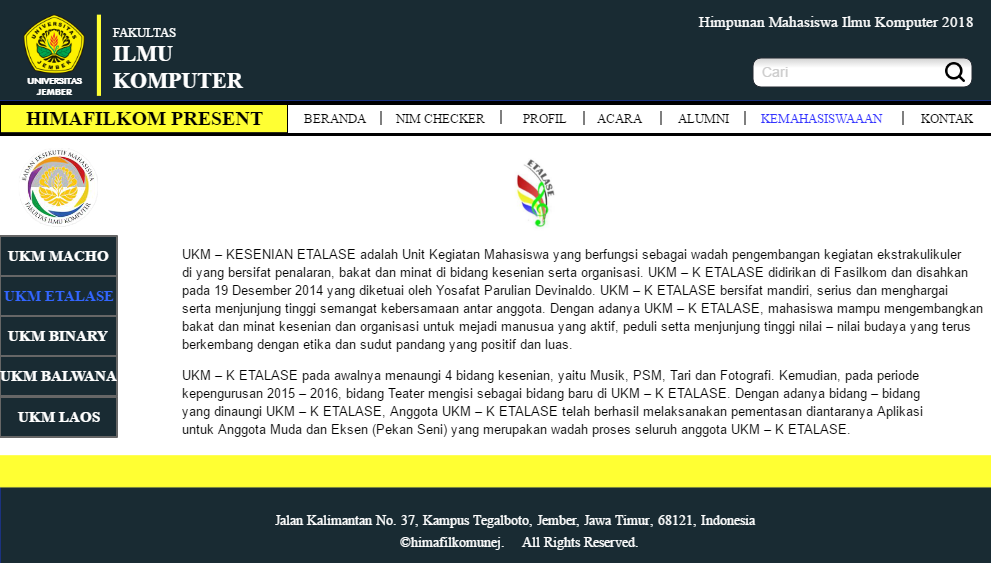 UNIVERSITAS
JEMBER
UNIVERSITAS
JEMBER
FAKULTAS
ILMU
KOMPUTER
Himpunan Mahasiswa Ilmu Komputer 2018
Cari
HIMAFILKOM PRESENT
BERANDA | NIM CHECKER | PROFIL | ACARA | ALUMNI | KEMAHASISWAAAN | KONTAK
BADAN EKSEKUTIF MAHASISWA
FAKULTAS ILMU KOMPUTER
ETALASE
UKM MACHO
UKM ETALASE
UKM BINARY
UKM BALWANA
UKM LAOS
UKM – KESENIAN ETALASE adalah Unit Kegiatan Mahasiswa yang berfungsi sebagai wadah pengembangan kegiatan ekstrakulikuler
di yang bersifat penalaran, bakat dan minat di bidang kesenian serta organisasi. UKM – K ETALASE didirikan di Fasilkom dan disahkan
pada 19 Desember 2014 yang diketuai oleh Yosafat Parulian Devinaldo. UKM – K ETALASE bersifat mandiri, serius dan menghargai
serta menjunjung tinggi semangat kebersamaan antar anggota. Dengan adanya UKM – K ETALASE, mahasiswa mampu mengembangkan
bakat dan minat kesenian dan organisasi untuk mejadi manusua yang aktif, peduli setta menjunjung tinggi nilai – nilai budaya yang terus
berkembang dengan etika dan sudut pandang yang positif dan luas.
UKM – K ETALASE pada awalnya menaungi 4 bidang kesenian, yaitu Musik, PSM, Tari dan Fotografi. Kemudian, pada periode
kepengurusan 2015 – 2016, bidang Teater mengisi sebagai bidang baru di UKM – K ETALASE. Dengan adanya bidang – bidang
yang dinaungi UKM – K ETALASE, Anggota UKM – K ETALASE telah berhasil melaksanakan pementasan diantaranya Aplikasi
untuk Anggota Muda dan Eksen (Pekan Seni) yang merupakan wadah proses seluruh anggota UKM – K ETALASE.
Jalan Kalimantan No. 37, Kampus Tegalboto, Jember, Jawa Timur, 68121, Indonesia
©himafilkomunej. All Rights Reserved.